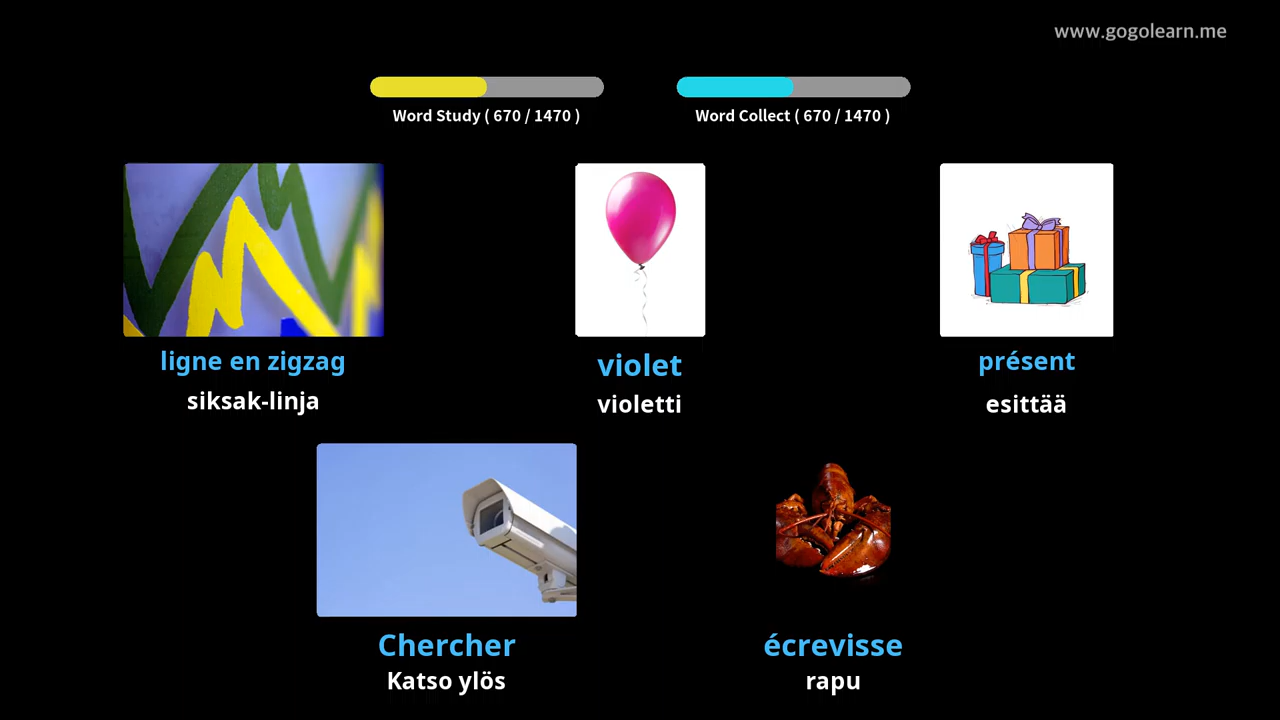 www.gogolearn.me
Word Study ( 670 / 1470 )
Word Collect ( 670 / 1470 )
ligne en zigzag
siksak-linja
violet
violetti
présent
esittää
Chercher
Katso ylös
écrevisse
rapu